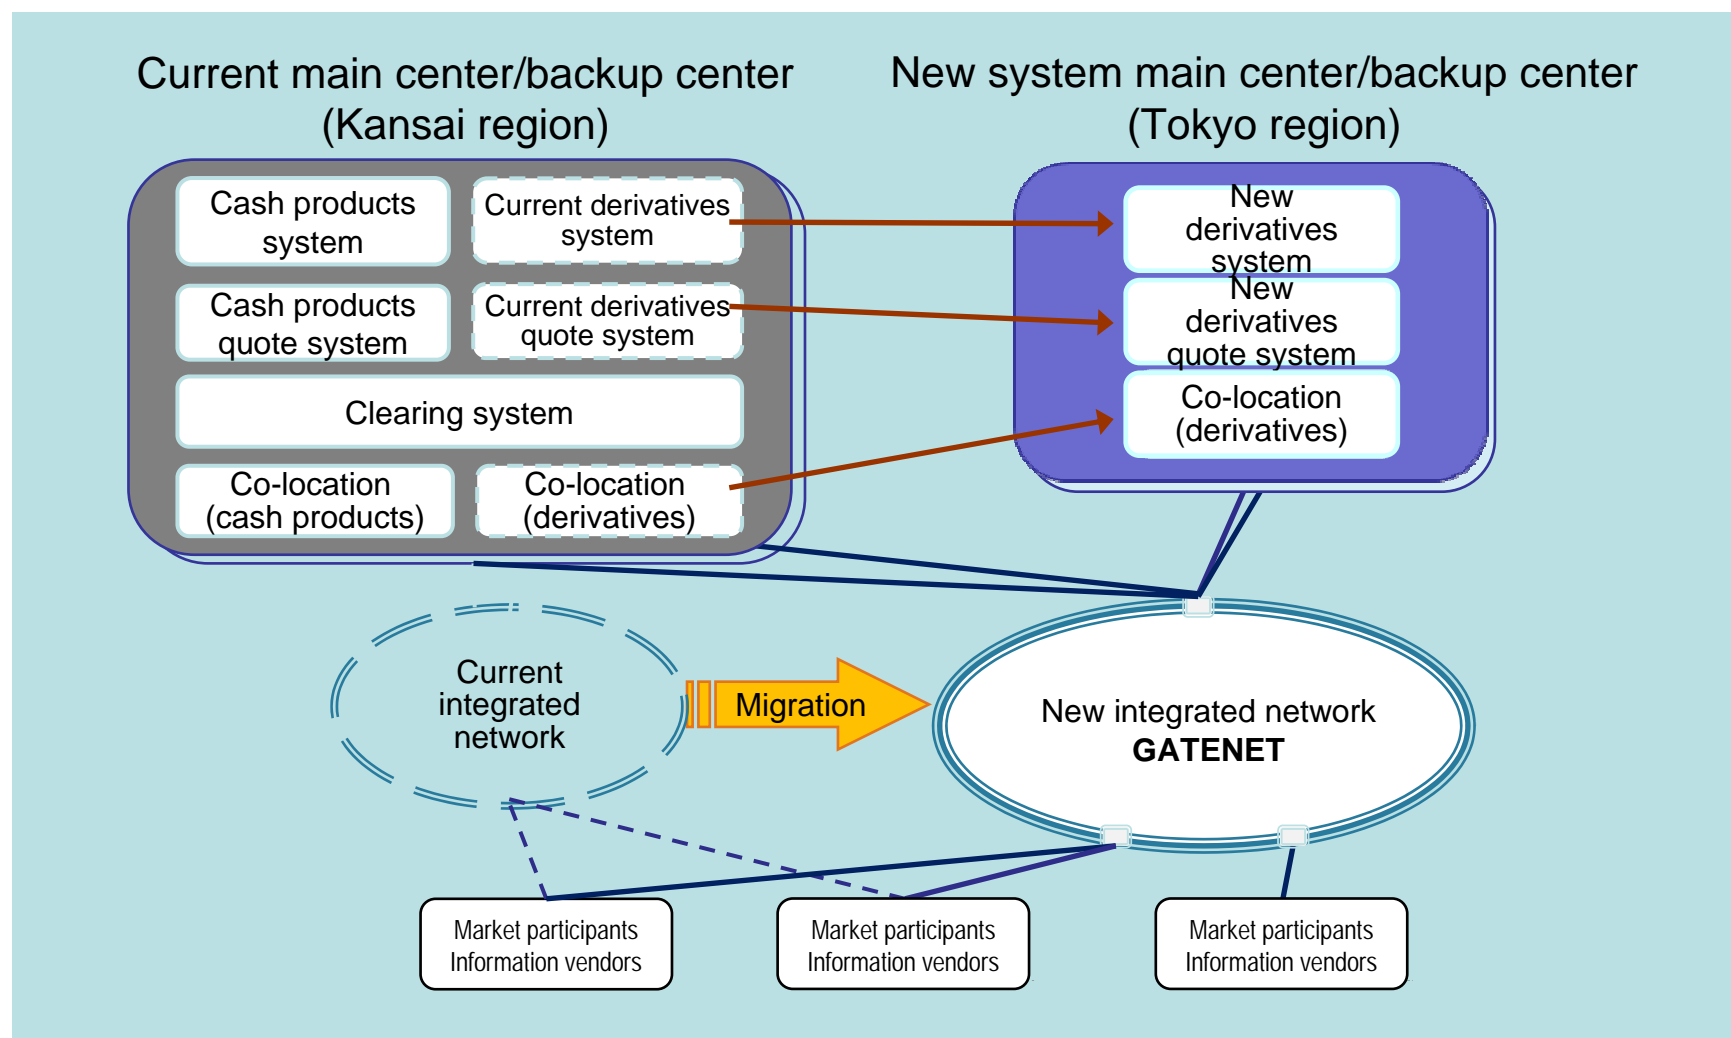 Current main center/backup center
(Kansai region)
New system main center/backup center
(Tokyo region)
Cash products
system
Current derivatives
system
Cash products
quote system
Current derivatives
quote system
Clearing system
Co-location
(cash products)
Co-location
(derivatives)
New
derivatives
system
New
derivatives
quote system
Co-location
(derivatives)
Current
integrated
network
Migration
New integrated network
GATENET
Market participants
Information vendors
Market participants
Information vendors
Market participants
Information vendors